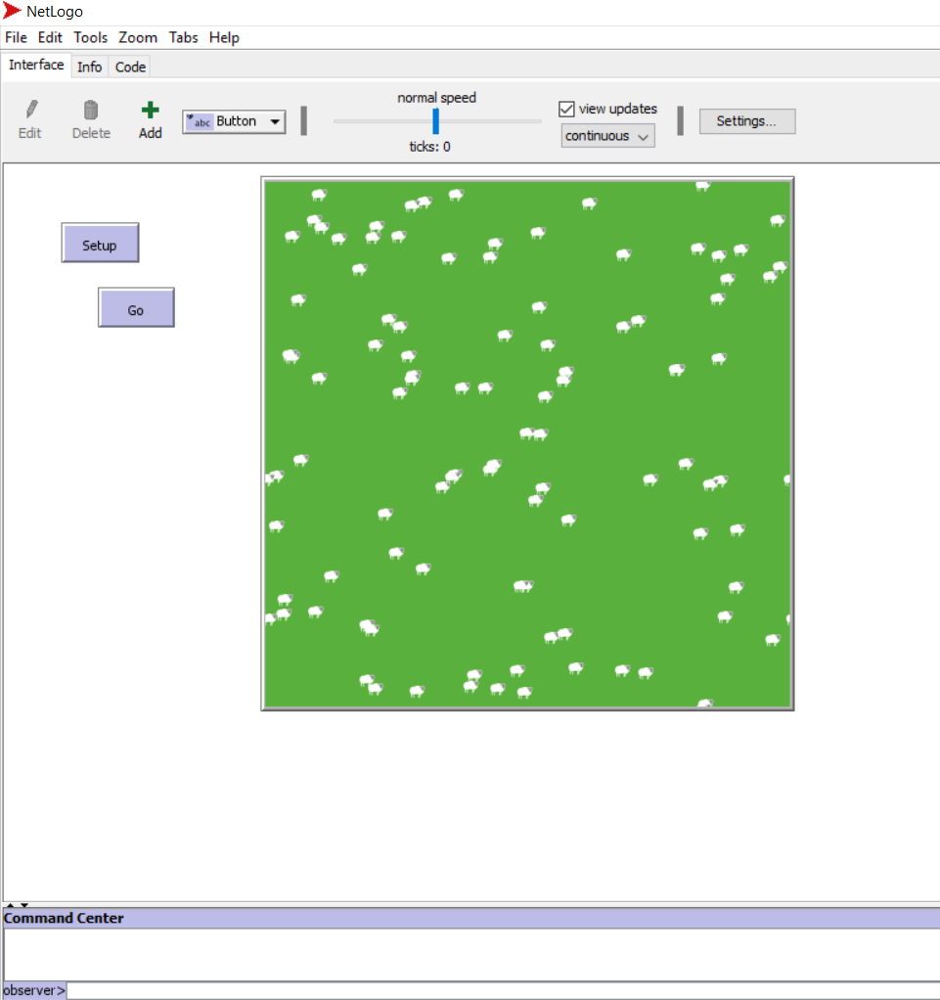 NetLogo
File Edit Tools Zoom Tabs Help
Interface Info Code
normal speed
view updates
abc Button
Settings...
continuous
Edit Delete Add
ticks: 0
Setup
Go
Command Center
observer>